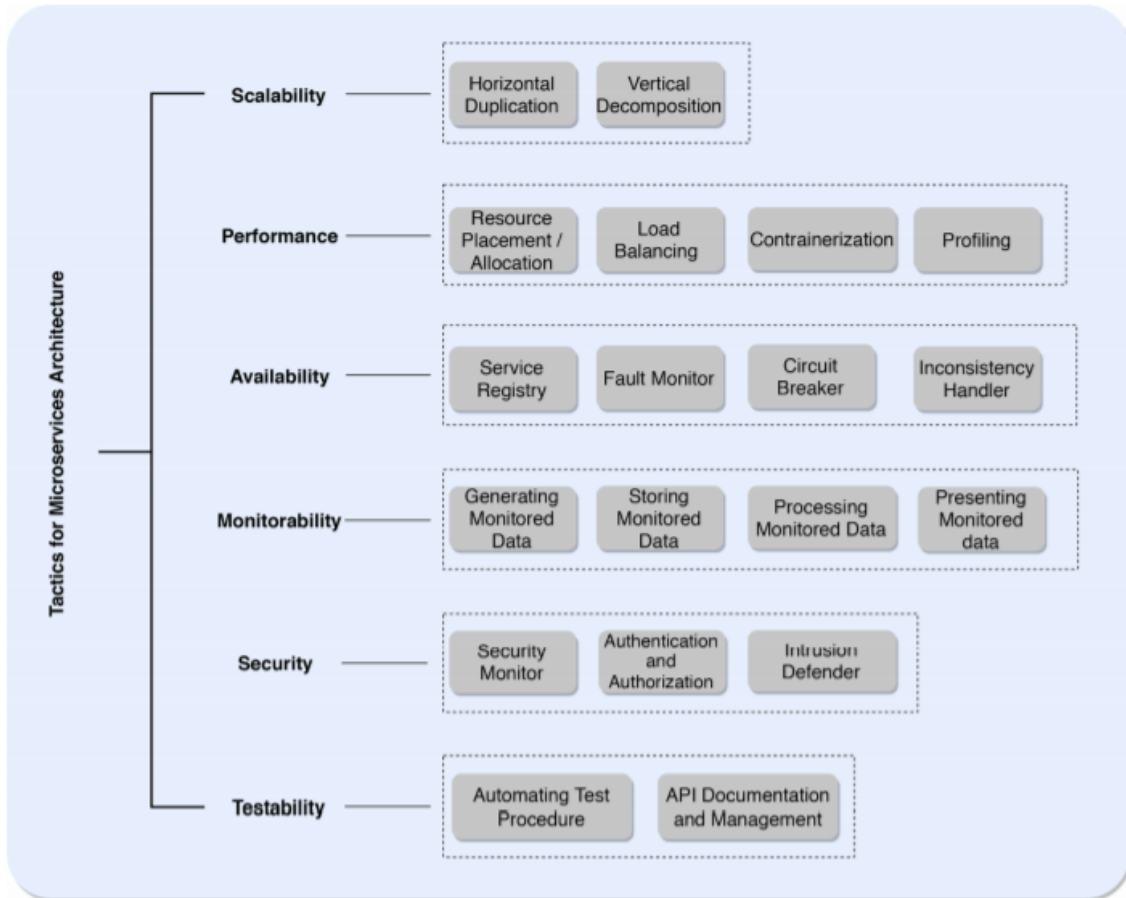 Tactics for Microservices Architecture
Scalability
Horizontal
Duplication
Vertical
Decomposition
Performance
Resource
Placement /
Allocation
Load
Balancing
Contrainerization
Profiling
Availability
Service
Registry
Fault Monitor
Circuit
Breaker
Inconsistency
Handler
Monitorability
Generating
Monitored
Data
Storing
Monitored
Data
Processing
Monitored Data
Presenting
Monitored
data
Security
Security
Monitor
Authentication
and
Authorization
Intrusion
Defender
Testability
Automating Test
Procedure
API Documentation
and Management